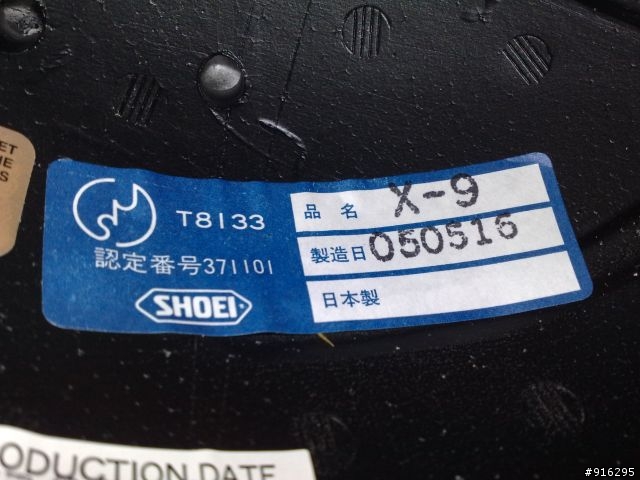 ET
T8133
認定番号371101
SHOEI
品名 X-9
製造日 050516
日本製
ODUCTION DATE
#916295